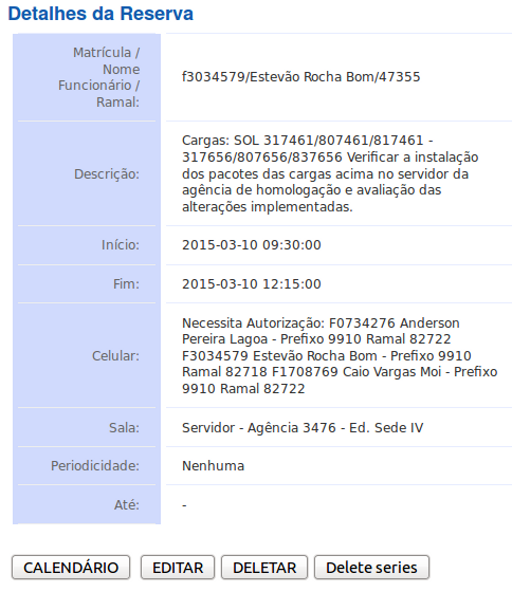 Detalhes da Reserva
Matrícula /
Nome
Funcionário /
Ramal:
f3034579/Estevão Rocha Bom/47355
Descrição:
Cargas: SOL 317461/807461/817461 -
317656/807656/837656 Verificar a instalação
dos pacotes das cargas acima no servidor da
agência de homologação e avaliação das
alterações implementadas.
Início:
2015-03-10 09:30:00
Fim:
2015-03-10 12:15:00
Celular:
Necessita Autorização: F0734276 Anderson
Pereira Lagoa - Prefixo 9910 Ramal 82722
F3034579 Estevão Rocha Bom - Prefixo 9910
Ramal 82718 F1708769 Caio Vargas Moi - Prefixo
9910 Ramal 82722
Sala:
Servidor - Agência 3476 - Ed. Sede IV
Periodicidade:
Nenhuma
Até:
-
CALENDÁRIO EDITAR DELETAR Delete series